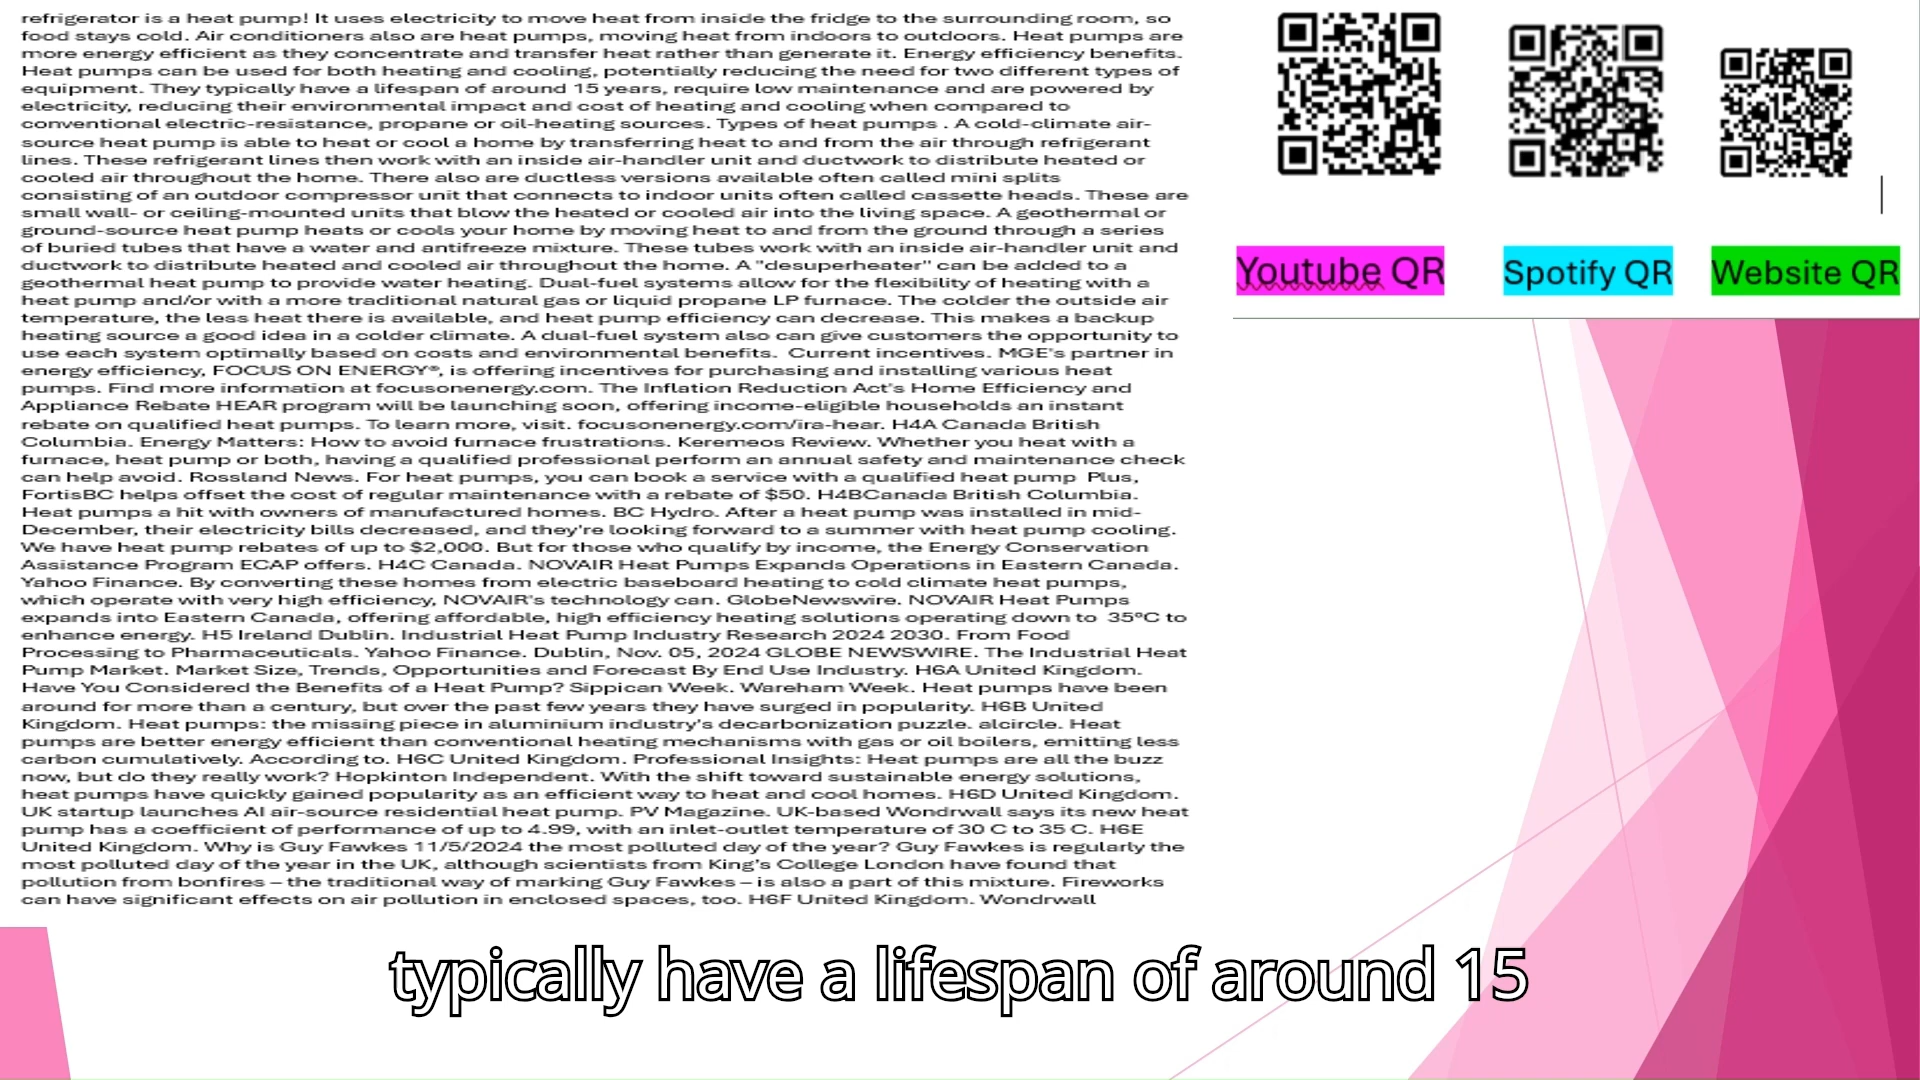 refrigerator is a heat pump! It uses electricity to move heat from inside the fridge to the surrounding room, so
food stays cold. Air conditioners also are heat pumps, moving heat from indoors to outdoors. Heat pumps are
more energy efficient as they concentrate and transfer heat rather than generate it. Energy efficiency benefits.
Heat pumps can be used for both heating and cooling, potentially reducing the need for two different types of
equipment. They typically have a lifespan of around 15 years, require low maintenance and are powered by
electricity, reducing their environmental impact and cost of heating and cooling when compared to
conventional electric-resistance, propane or oil-heating sources. Types of heat pumps . A cold-climate air-
source heat pump is able to heat or cool a home by transferring heat to and from the air through refrigerant
lines. These refrigerant lines then work with an inside air-handler unit and ductwork to distribute heated or
cooled air throughout the home. There also are ductless versions available often called mini splits
consisting of an outdoor compressor unit that connects to indoor units often called cassette heads. These are
small wall- or ceiling-mounted units that blow the heated or cooled air into the living space. A geothermal or
ground-source heat pump heats or cools your home by moving heat to and from the ground through a series
of buried tubes that have a water and antifreeze mixture. These tubes work with an inside air-handler unit and
ductwork to distribute heated and cooled air throughout the home. A "desuperheater" can be added to a
geothermal heat pump to provide water heating. Dual-fuel systems allow for the flexibility of heating with a
heat pump and/or with a more traditional natural gas or liquid propane LP furnace. The colder the outside air
temperature, the less heat there is available, and heat pump efficiency can decrease. This makes a backup
heating source a good idea in a colder climate. A dual-fuel system also can give customers the opportunity to
use each system optimally based on costs and environmental benefits.  Current incentives. MGE's partner in
energy efficiency, FOCUS ON ENERGY®, is offering incentives for purchasing and installing various heat
pumps. Find more information at focusonenergy.com. The Inflation Reduction Act's Home Efficiency and
Appliance Rebate HEAR program will be launching soon, offering income-eligible households an instant
rebate on qualified heat pumps. To learn more, visit. focusonenergy.com/ira-hear. H4A Canada British
Columbia. Energy Matters: How to avoid furnace frustrations. Keremeos Review. Whether you heat with a
furnace, heat pump or both, having a qualified professional perform an annual safety and maintenance check
can help avoid. Rossland News. For heat pumps, you can book a service with a qualified heat pump  Plus,
FortisBC helps offset the cost of regular maintenance with a rebate of $50. H4BCanada British Columbia.
Heat pumps a hit with owners of manufactured homes. BC Hydro. After a heat pump was installed in mid-
December, their electricity bills decreased, and they're looking forward to a summer with heat pump cooling.
We have heat pump rebates of up to $2,000. But for those who qualify by income, the Energy Conservation
Assistance Program ECAP offers. H4C Canada. NOVAIR Heat Pumps Expands Operations in Eastern Canada.
Yahoo Finance. By converting these homes from electric baseboard heating to cold climate heat pumps,
which operate with very high efficiency, NOVAIR's technology can. GlobeNewswire. NOVAIR Heat Pumps
expands into Eastern Canada, offering affordable, high efficiency heating solutions operating down to  35°C to
enhance energy. H5 Ireland Dublin. Industrial Heat Pump Industry Research 2024 2030. From Food
Processing to Pharmaceuticals. Yahoo Finance. Dublin, Nov. 05, 2024 GLOBE NEWSWIRE. The Industrial Heat
Pump Market. Market Size, Trends, Opportunities and Forecast By End Use Industry. H6A United Kingdom.
Have You Considered the Benefits of a Heat Pump? Sippican Week. Wareham Week. Heat pumps have been
around for more than a century, but over the past few years they have surged in popularity. H6B United
Kingdom. Heat pumps: the missing piece in aluminium industry's decarbonization puzzle. alcircle. Heat
pumps are better energy efficient than conventional heating mechanisms with gas or oil boilers, emitting less
carbon cumulatively. According to. H6C United Kingdom. Professional Insights: Heat pumps are all the buzz
now, but do they really work? Hopkinton Independent. With the shift toward sustainable energy solutions,
heat pumps have quickly gained popularity as an efficient way to heat and cool homes. H6D United Kingdom.
UK startup launches AI air-source residential heat pump. PV Magazine. UK-based Wondrwall says its new heat
pump has a coefficient of performance of up to 4.99, with an inlet-outlet temperature of 30 C to 35 C. H6E
United Kingdom. Why is Guy Fawkes 11/5/2024 the most polluted day of the year? Guy Fawkes is regularly the
most polluted day of the year in the UK, although scientists from King's College London have found that
pollution from bonfires – the traditional way of marking Guy Fawkes – is also a part of this mixture. Fireworks
can have significant effects on air pollution in enclosed spaces, too. H6F United Kingdom. Wondrwall
Youtube QR
Spotify QR
Website QR
typically have a lifespan of around 15